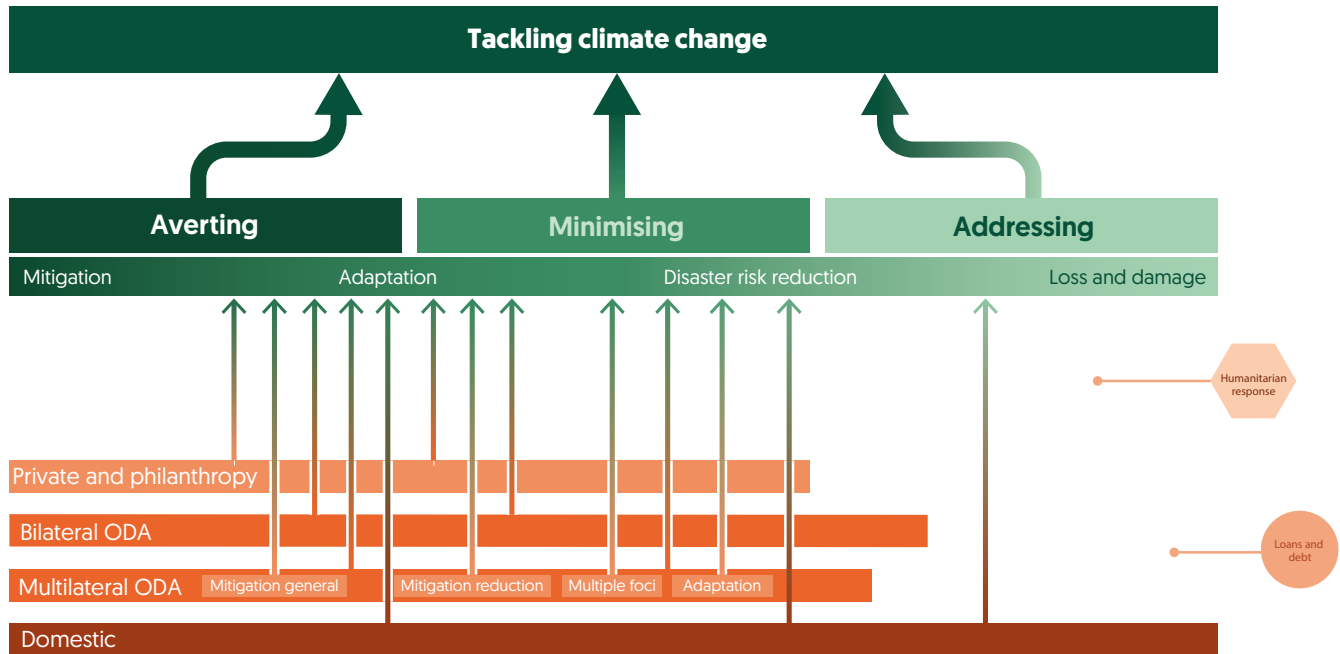 Tackling climate change
Averting
Minimising
Addressing
Mitigation
Adaptation
Disaster risk reduction
Loss and damage
Humanitarian
response
Private and philanthropy
Bilateral ODA
Loans and
debt
Multilateral ODA
Mitigation general
Mitigation reduction
Multiple foci
Adaptation
Domestic